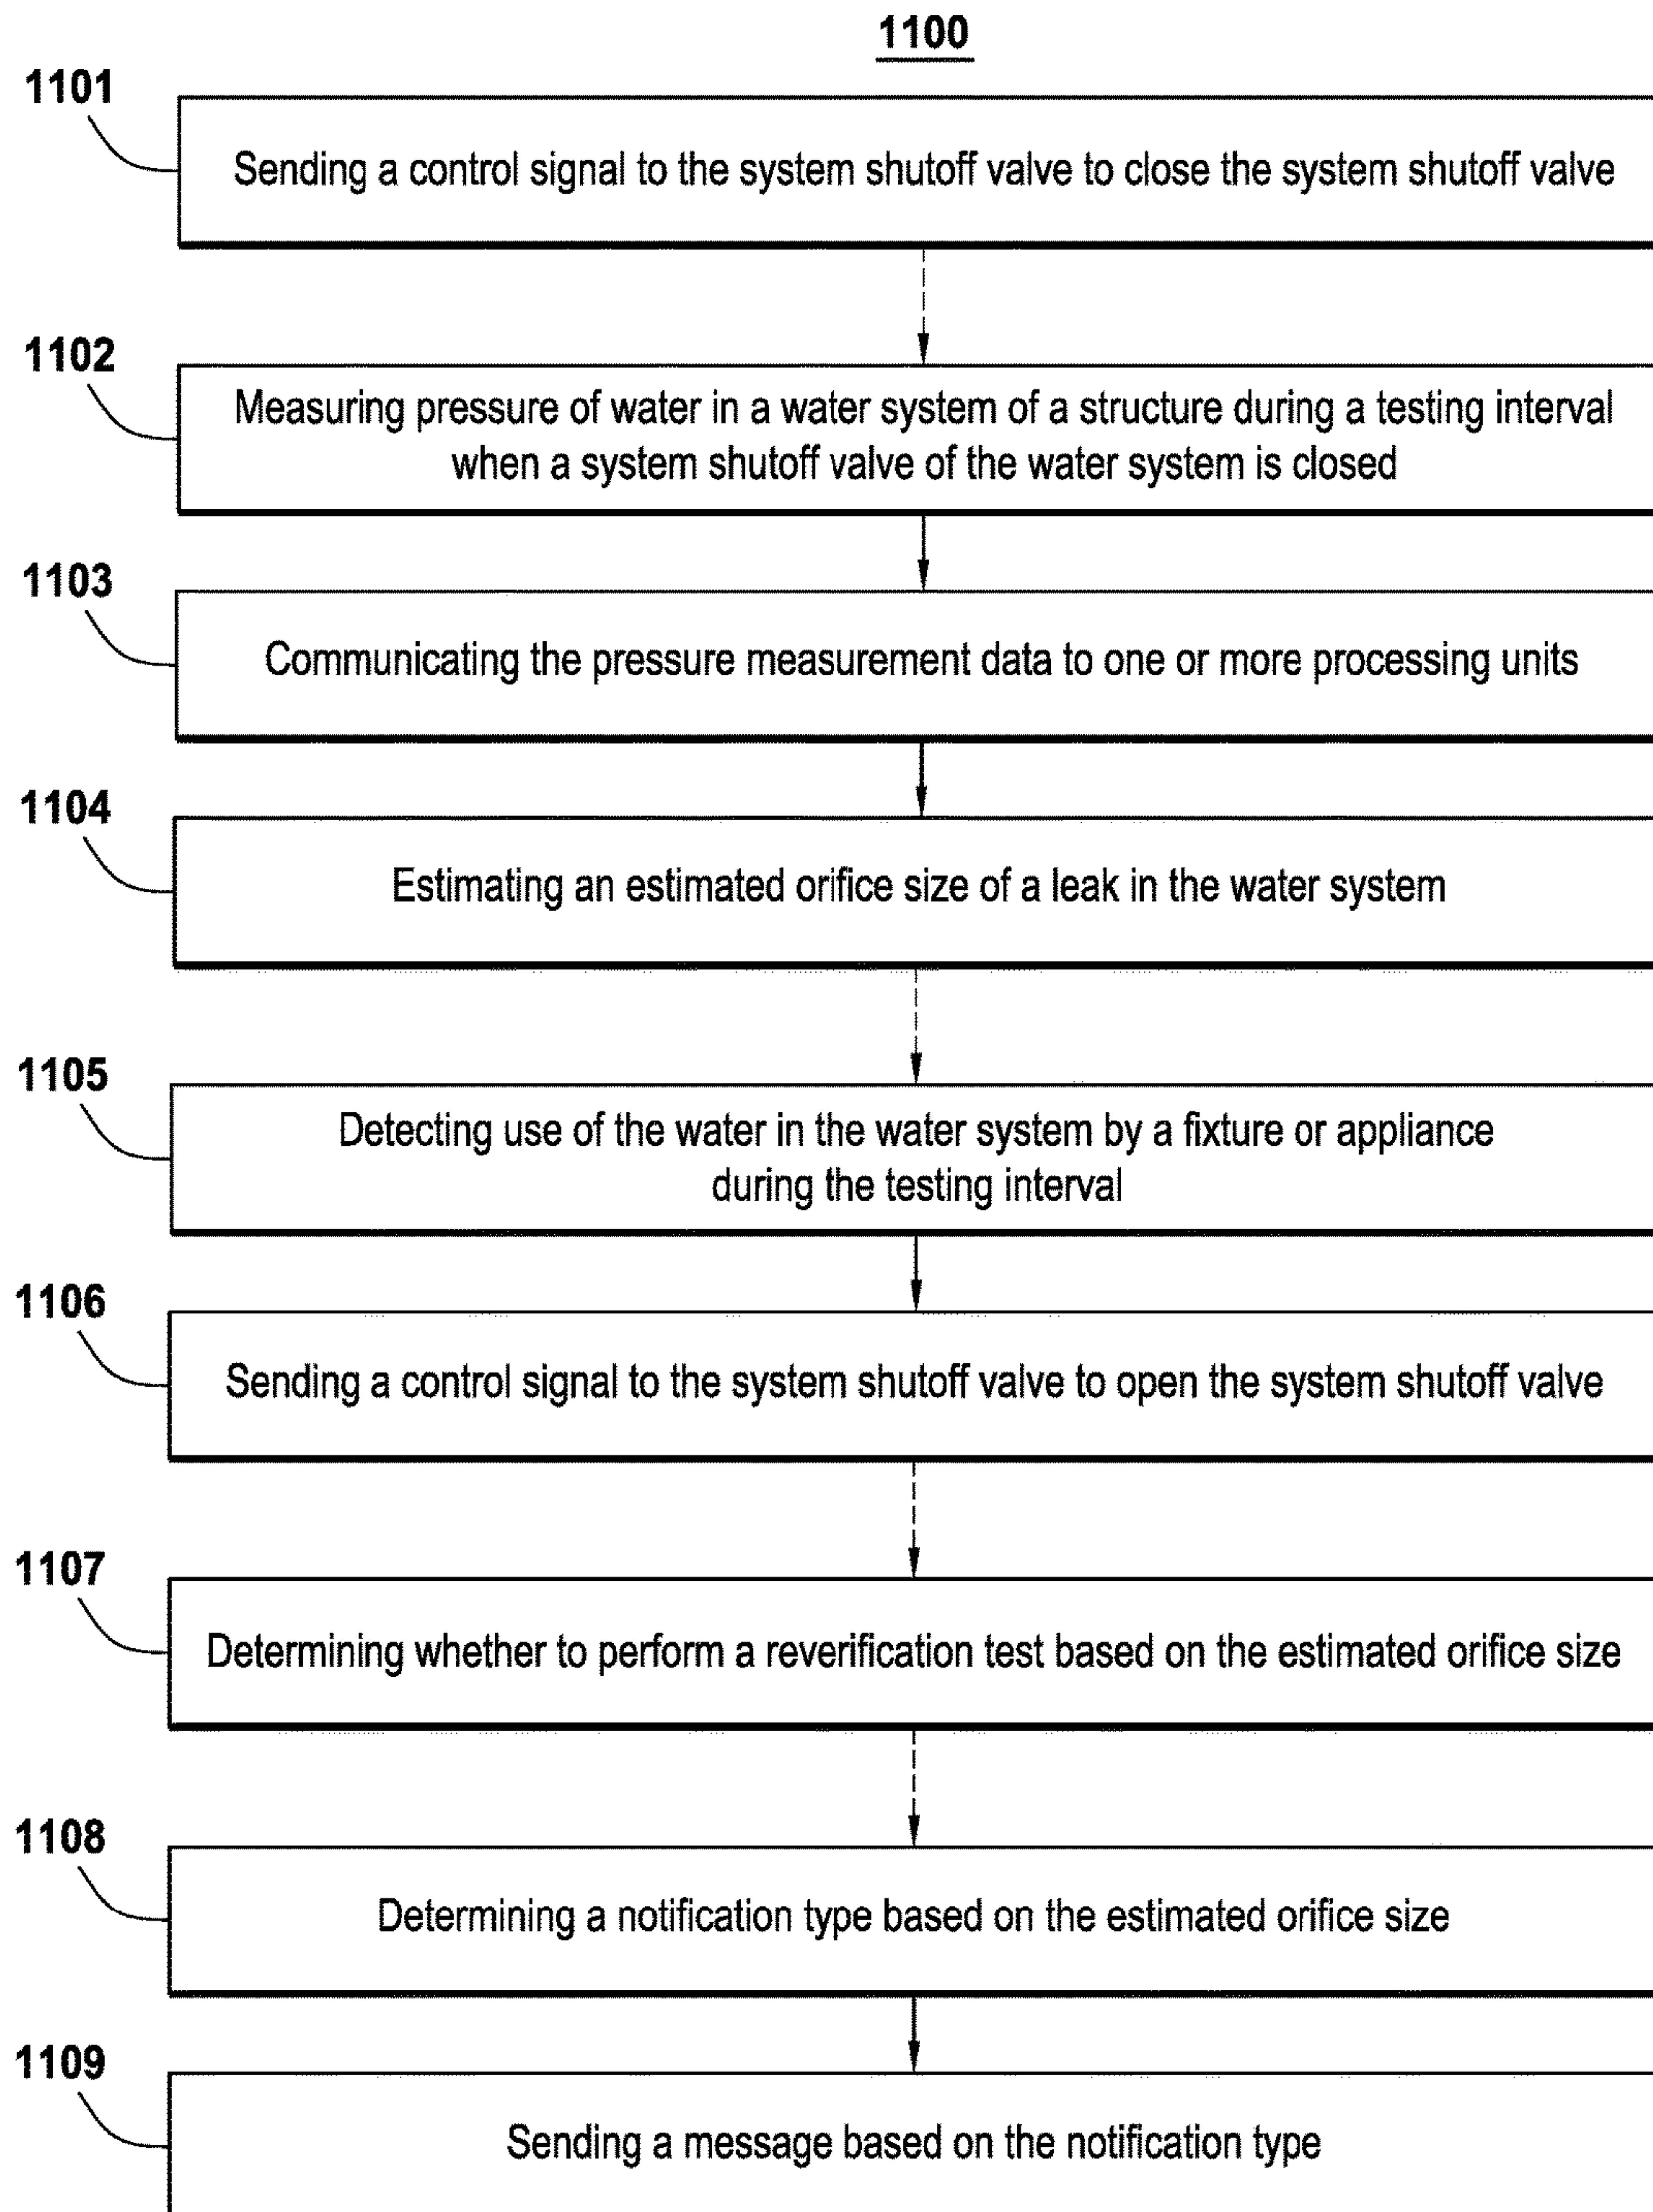 1100
1101
Sending a control signal to the system shutoff valve to close the system shutoff valve
1102
Measuring pressure of water in a water system of a structure during a testing interval
when a system shutoff valve of the water system is closed
1103
Communicating the pressure measurement data to one or more processing units
1104
Estimating an estimated orifice size of a leak in the water system
1105
Detecting use of the water in the water system by a fixture or appliance
during the testing interval
1106
Sending a control signal to the system shutoff valve to open the system shutoff valve
1107
Determining whether to perform a reverification test based on the estimated orifice size
1108
Determining a notification type based on the estimated orifice size
1109
Sending a message based on the notification type